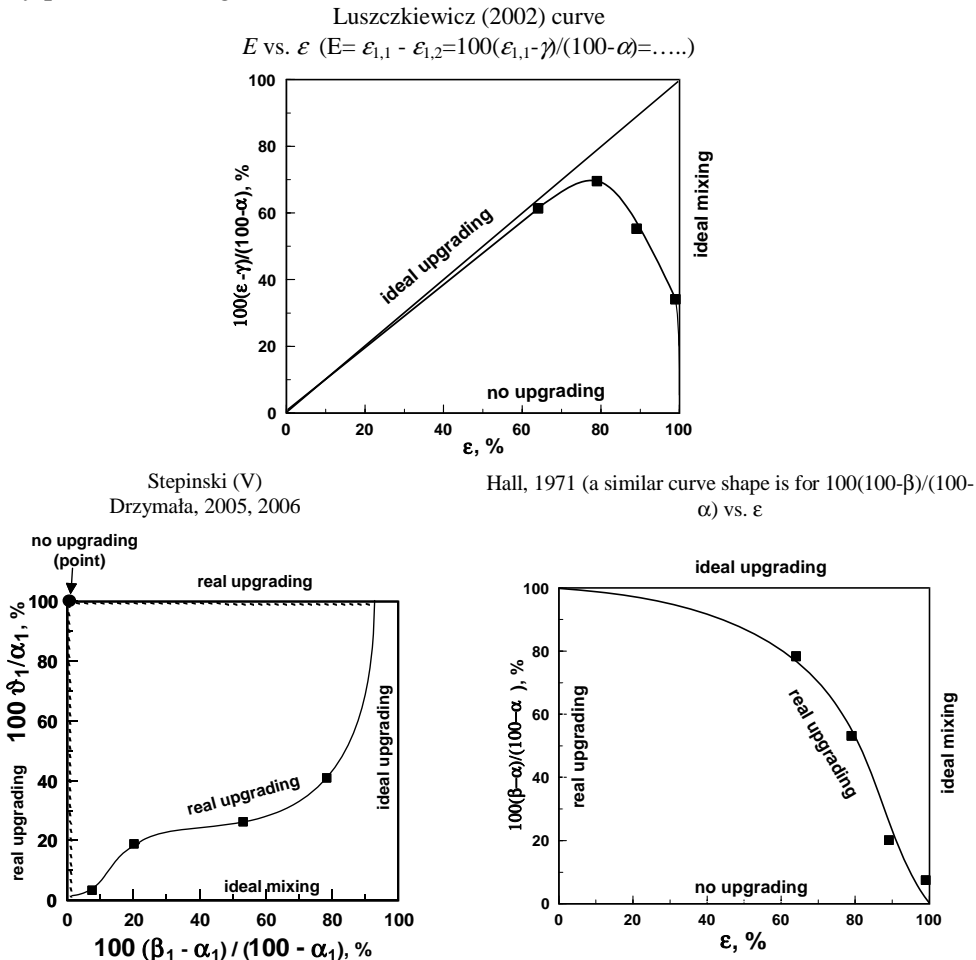 Luszczkiewicz (2002) curve
E vs. ε (E= ε1,1 - ε1,2=100(ε1,1-γ)/(100-α)=…..)
100
80
60
40
20
0
100(ε-γ)/(100-α), %
ideal upgrading
ideal mixing
no upgrading
0 20 40 60 80 100
ε, %
Stepinski (V)
Drzymała, 2005, 2006
no upgrading
(point)
real upgrading
100
80
60
40
20
0
100 ϑ1/α1, %
real upgrading
real upgrading
ideal upgrading
ideal mixing
0 20 40 60 80 100
100 (β1 - α1) / (100 - α1), %
Hall, 1971 (a similar curve shape is for 100(100-β)/(100-
α) vs. ε
ideal upgrading
100
80
60
40
20
0
100(β–α)/(100–α ), %
real upgrading
real upgrading
ideal mixing
no upgrading
0 20 40 60 80 100
ε, %